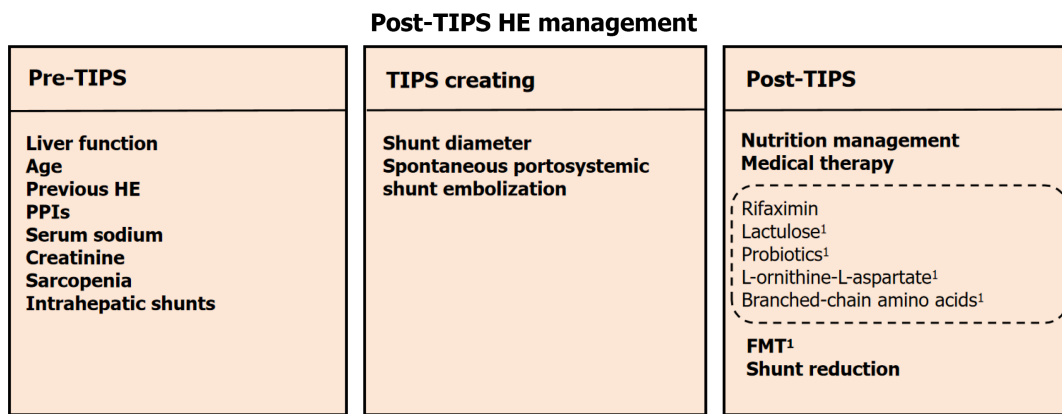 Post-TIPS HE management
Pre-TIPS
Liver function
Age
Previous HE
PPIs
Serum sodium
Creatinine
Sarcopenia
Intrahepatic shunts
TIPS creating
Shunt diameter
Spontaneous portosystemic
shunt embolization
Post-TIPS
Nutrition management
Medical therapy
Rifaximin
Lactulose¹
Probiotics¹
L-ornithine-L-aspartate¹
Branched-chain amino acids¹
FMT¹
Shunt reduction